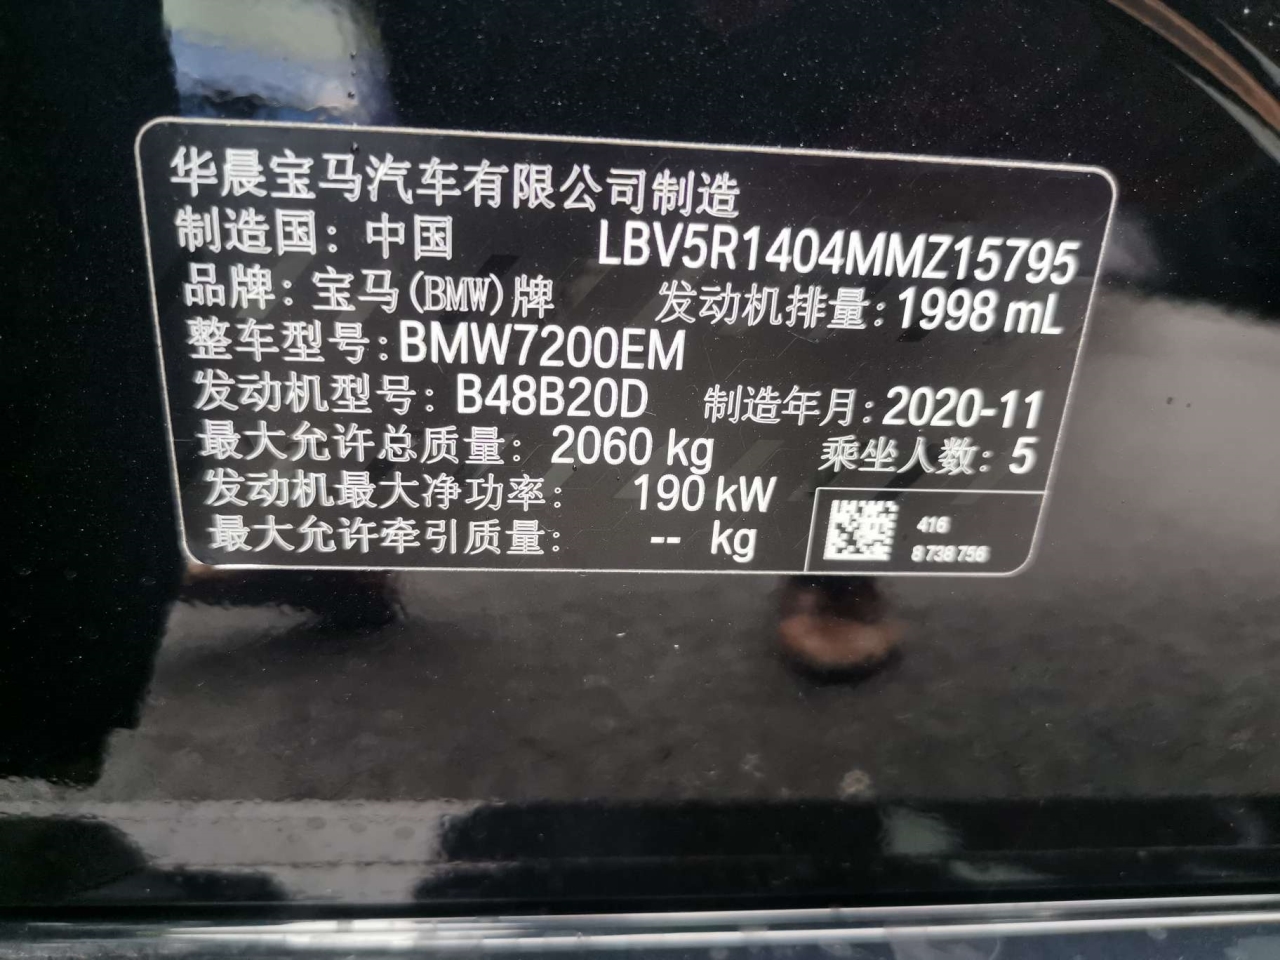 华晨宝马汽车有限公司制造
制造国：中国 LBV5R1404MMZ15795
品牌：宝马(BMW)牌 发动机排量：1998 mL
整车型号：BMW7200EM
发动机型号：B48B20D 制造年月：2020-11
最大允许总质量：2060 kg 乘坐人数：5
发动机最大净功率：190 kW
最大允许牵引质量：-- kg
416
8 738 756